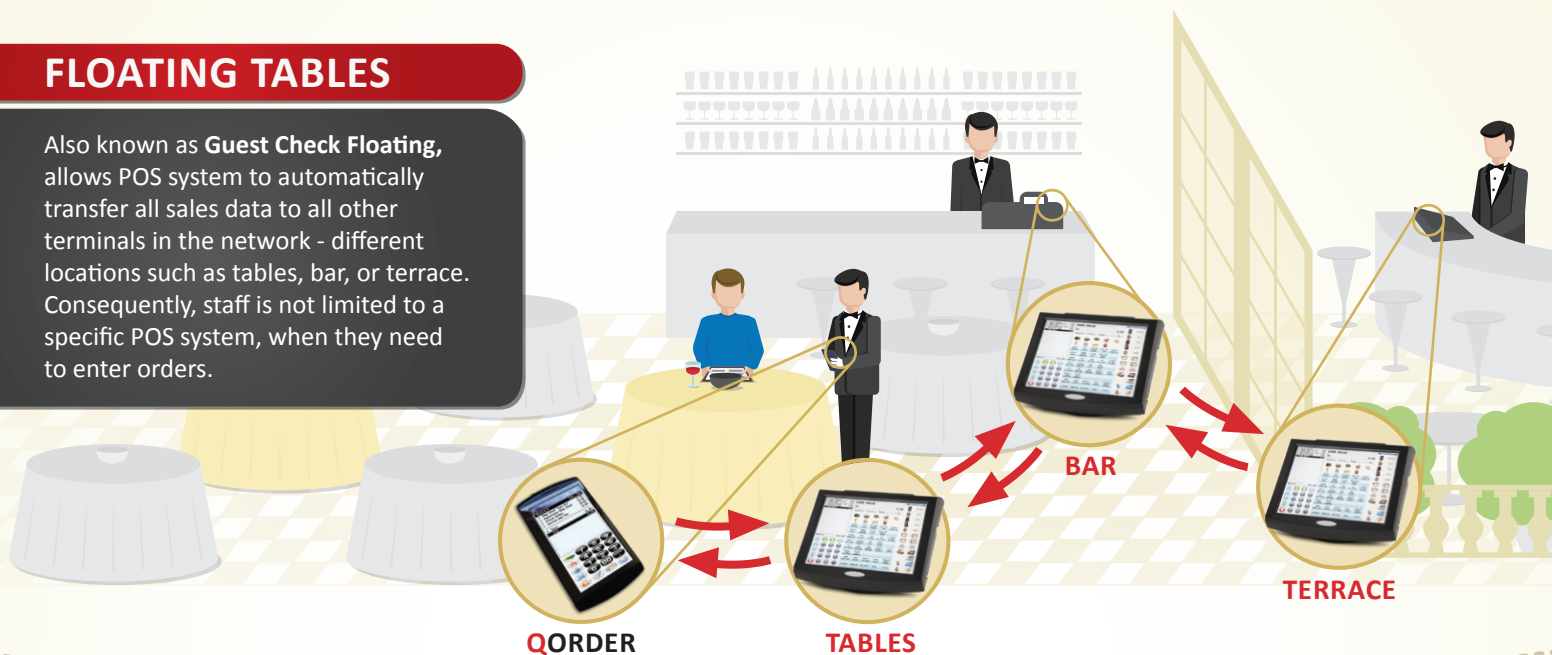 FLOATING TABLES
Also known as Guest Check Floating,
allows POS system to automatically
transfer all sales data to all other
terminals in the network - different
locations such as tables, bar, or terrace.
Consequently, staff is not limited to a
specific POS system, when they need
to enter orders.
BAR
TERRACE
QORDER
TABLES